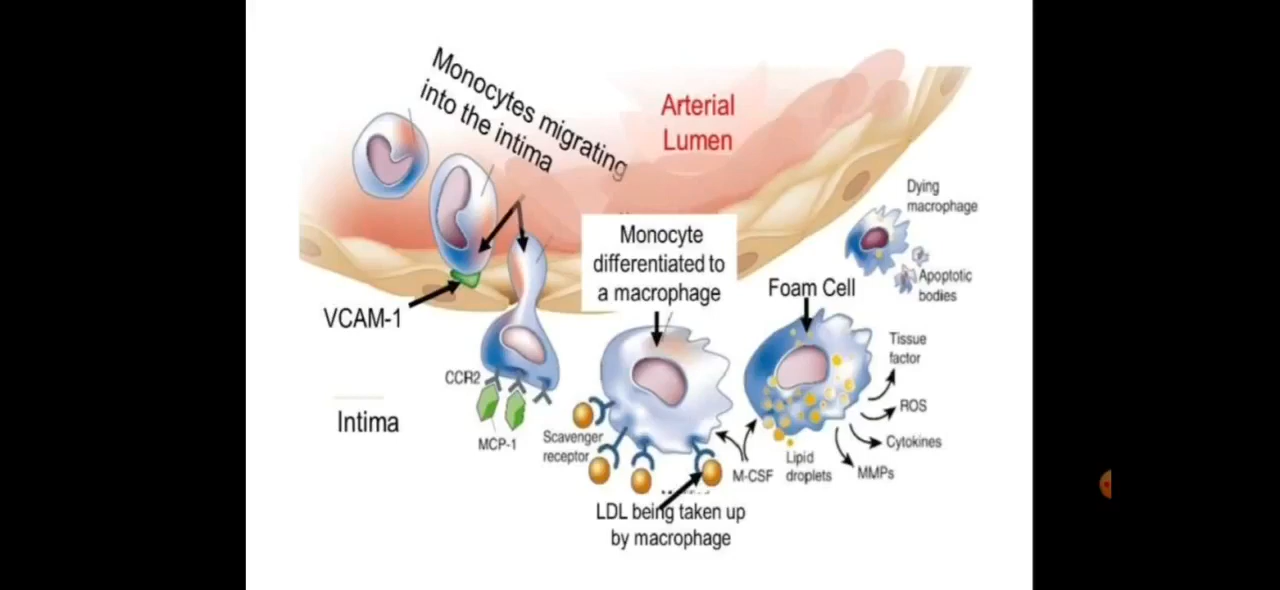 Monocytes migrating
into the intima
Arterial
Lumen
Dying
macrophage
Monocyte
differentiated to
a macrophage
Apoptotic
bodies
Foam Cell
VCAM-1
Tissue
factor
CCR2
ROS
Intima
MCP-1
Scavenger
receptor
Cytokines
M-CSF
Lipid
droplets
MMPs
LDL being taken up
by macrophage